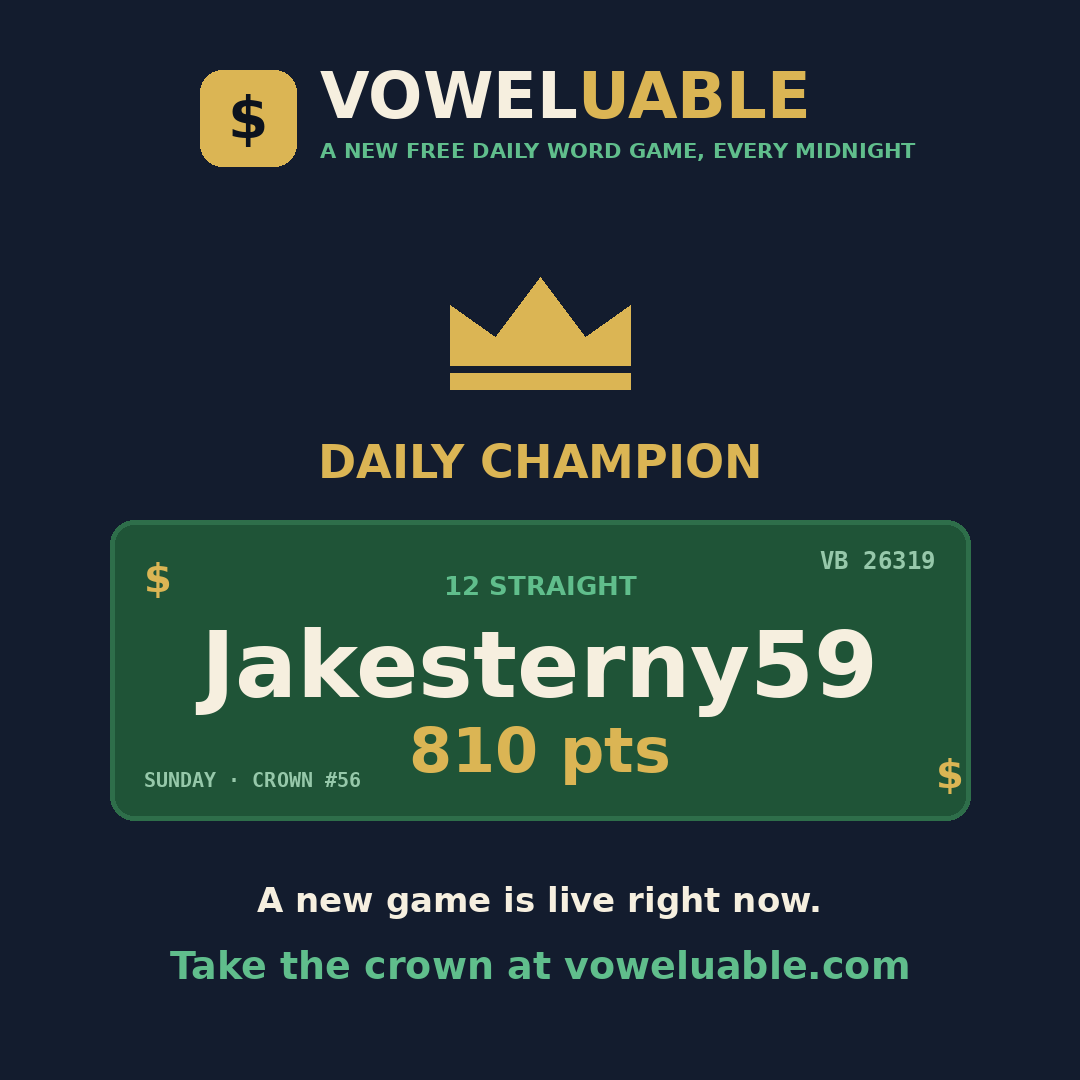 $
VOWELUABLE
A NEW FREE DAILY WORD GAME, EVERY MIDNIGHT
DAILY CHAMPION
$
VB 26319
12 STRAIGHT
Jakesterny59
810 pts
SUNDAY · CROWN #56
$
A new game is live right now.
Take the crown at voweluable.com